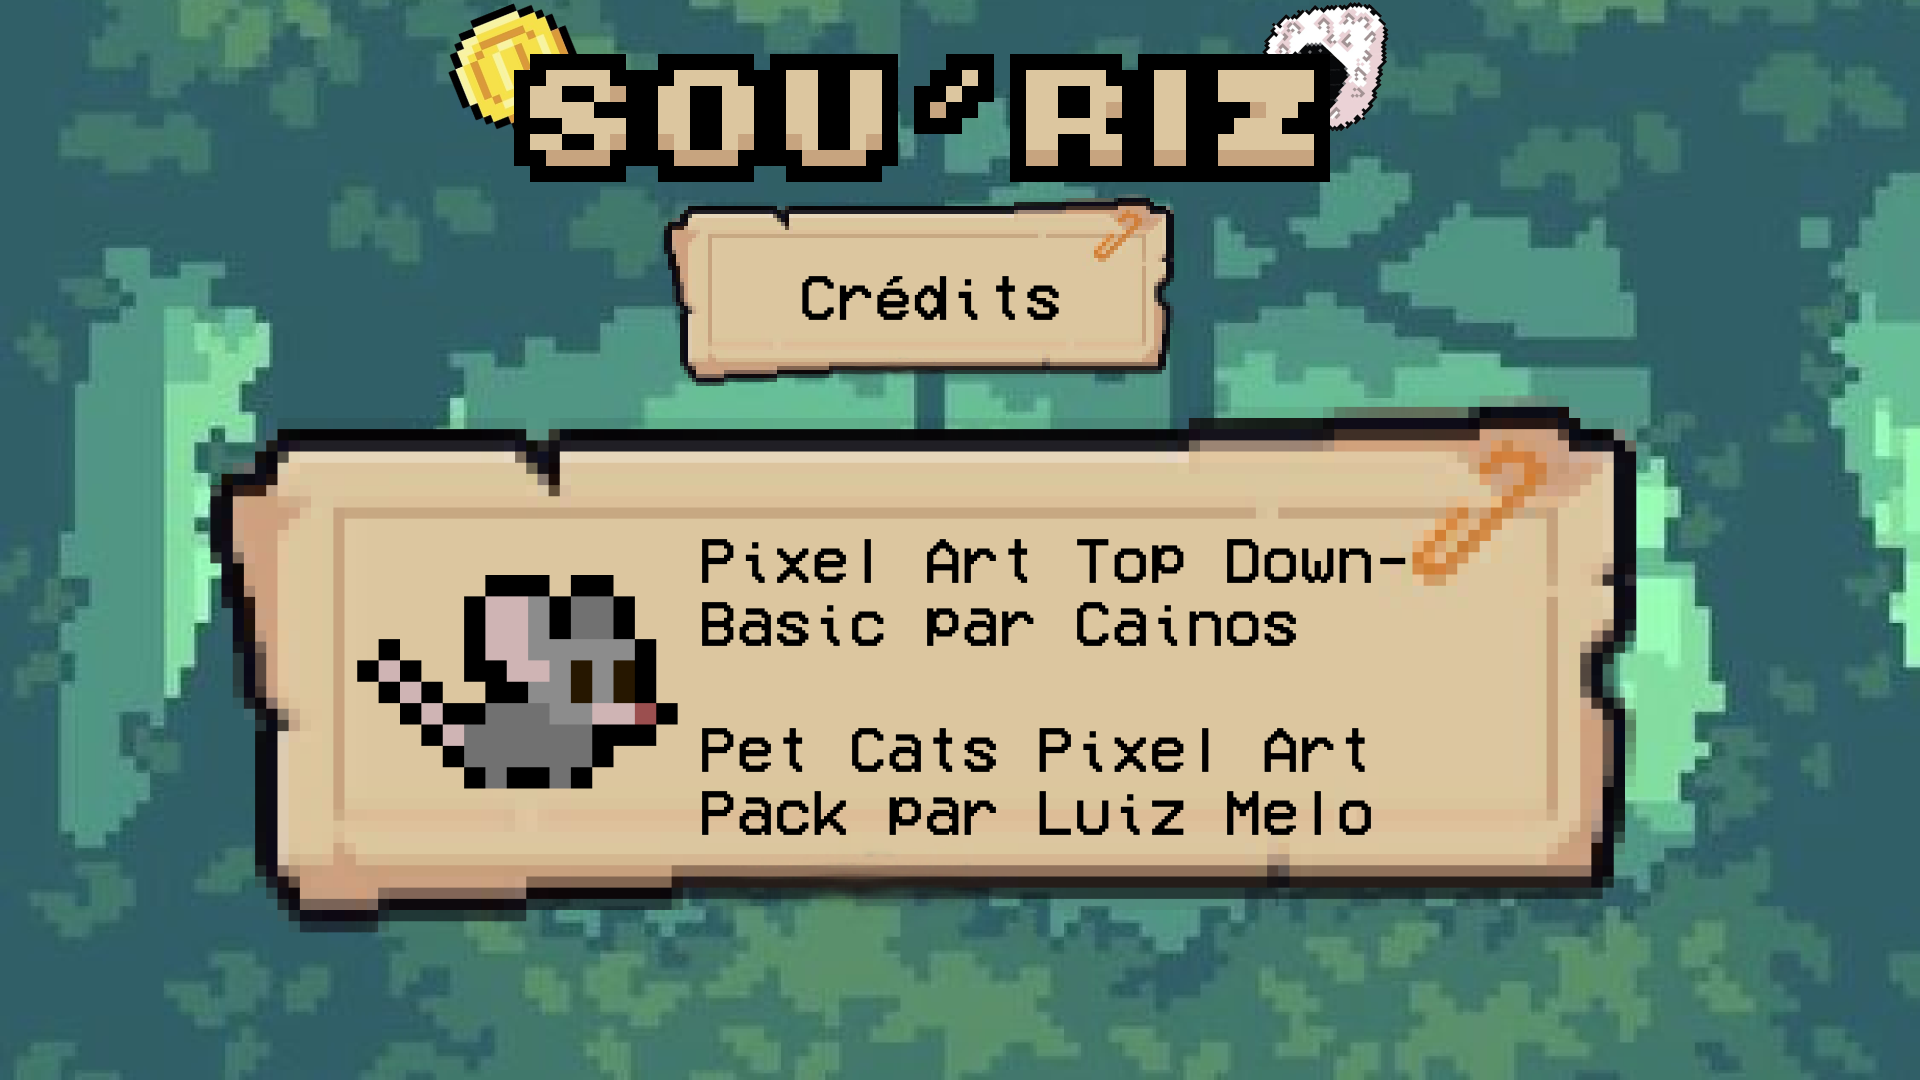 SOU'RIZ
Crédits
Pixel Art Top Down-
Basic par Cainos
Pet Cats Pixel Art
Pack par Luiz Melo